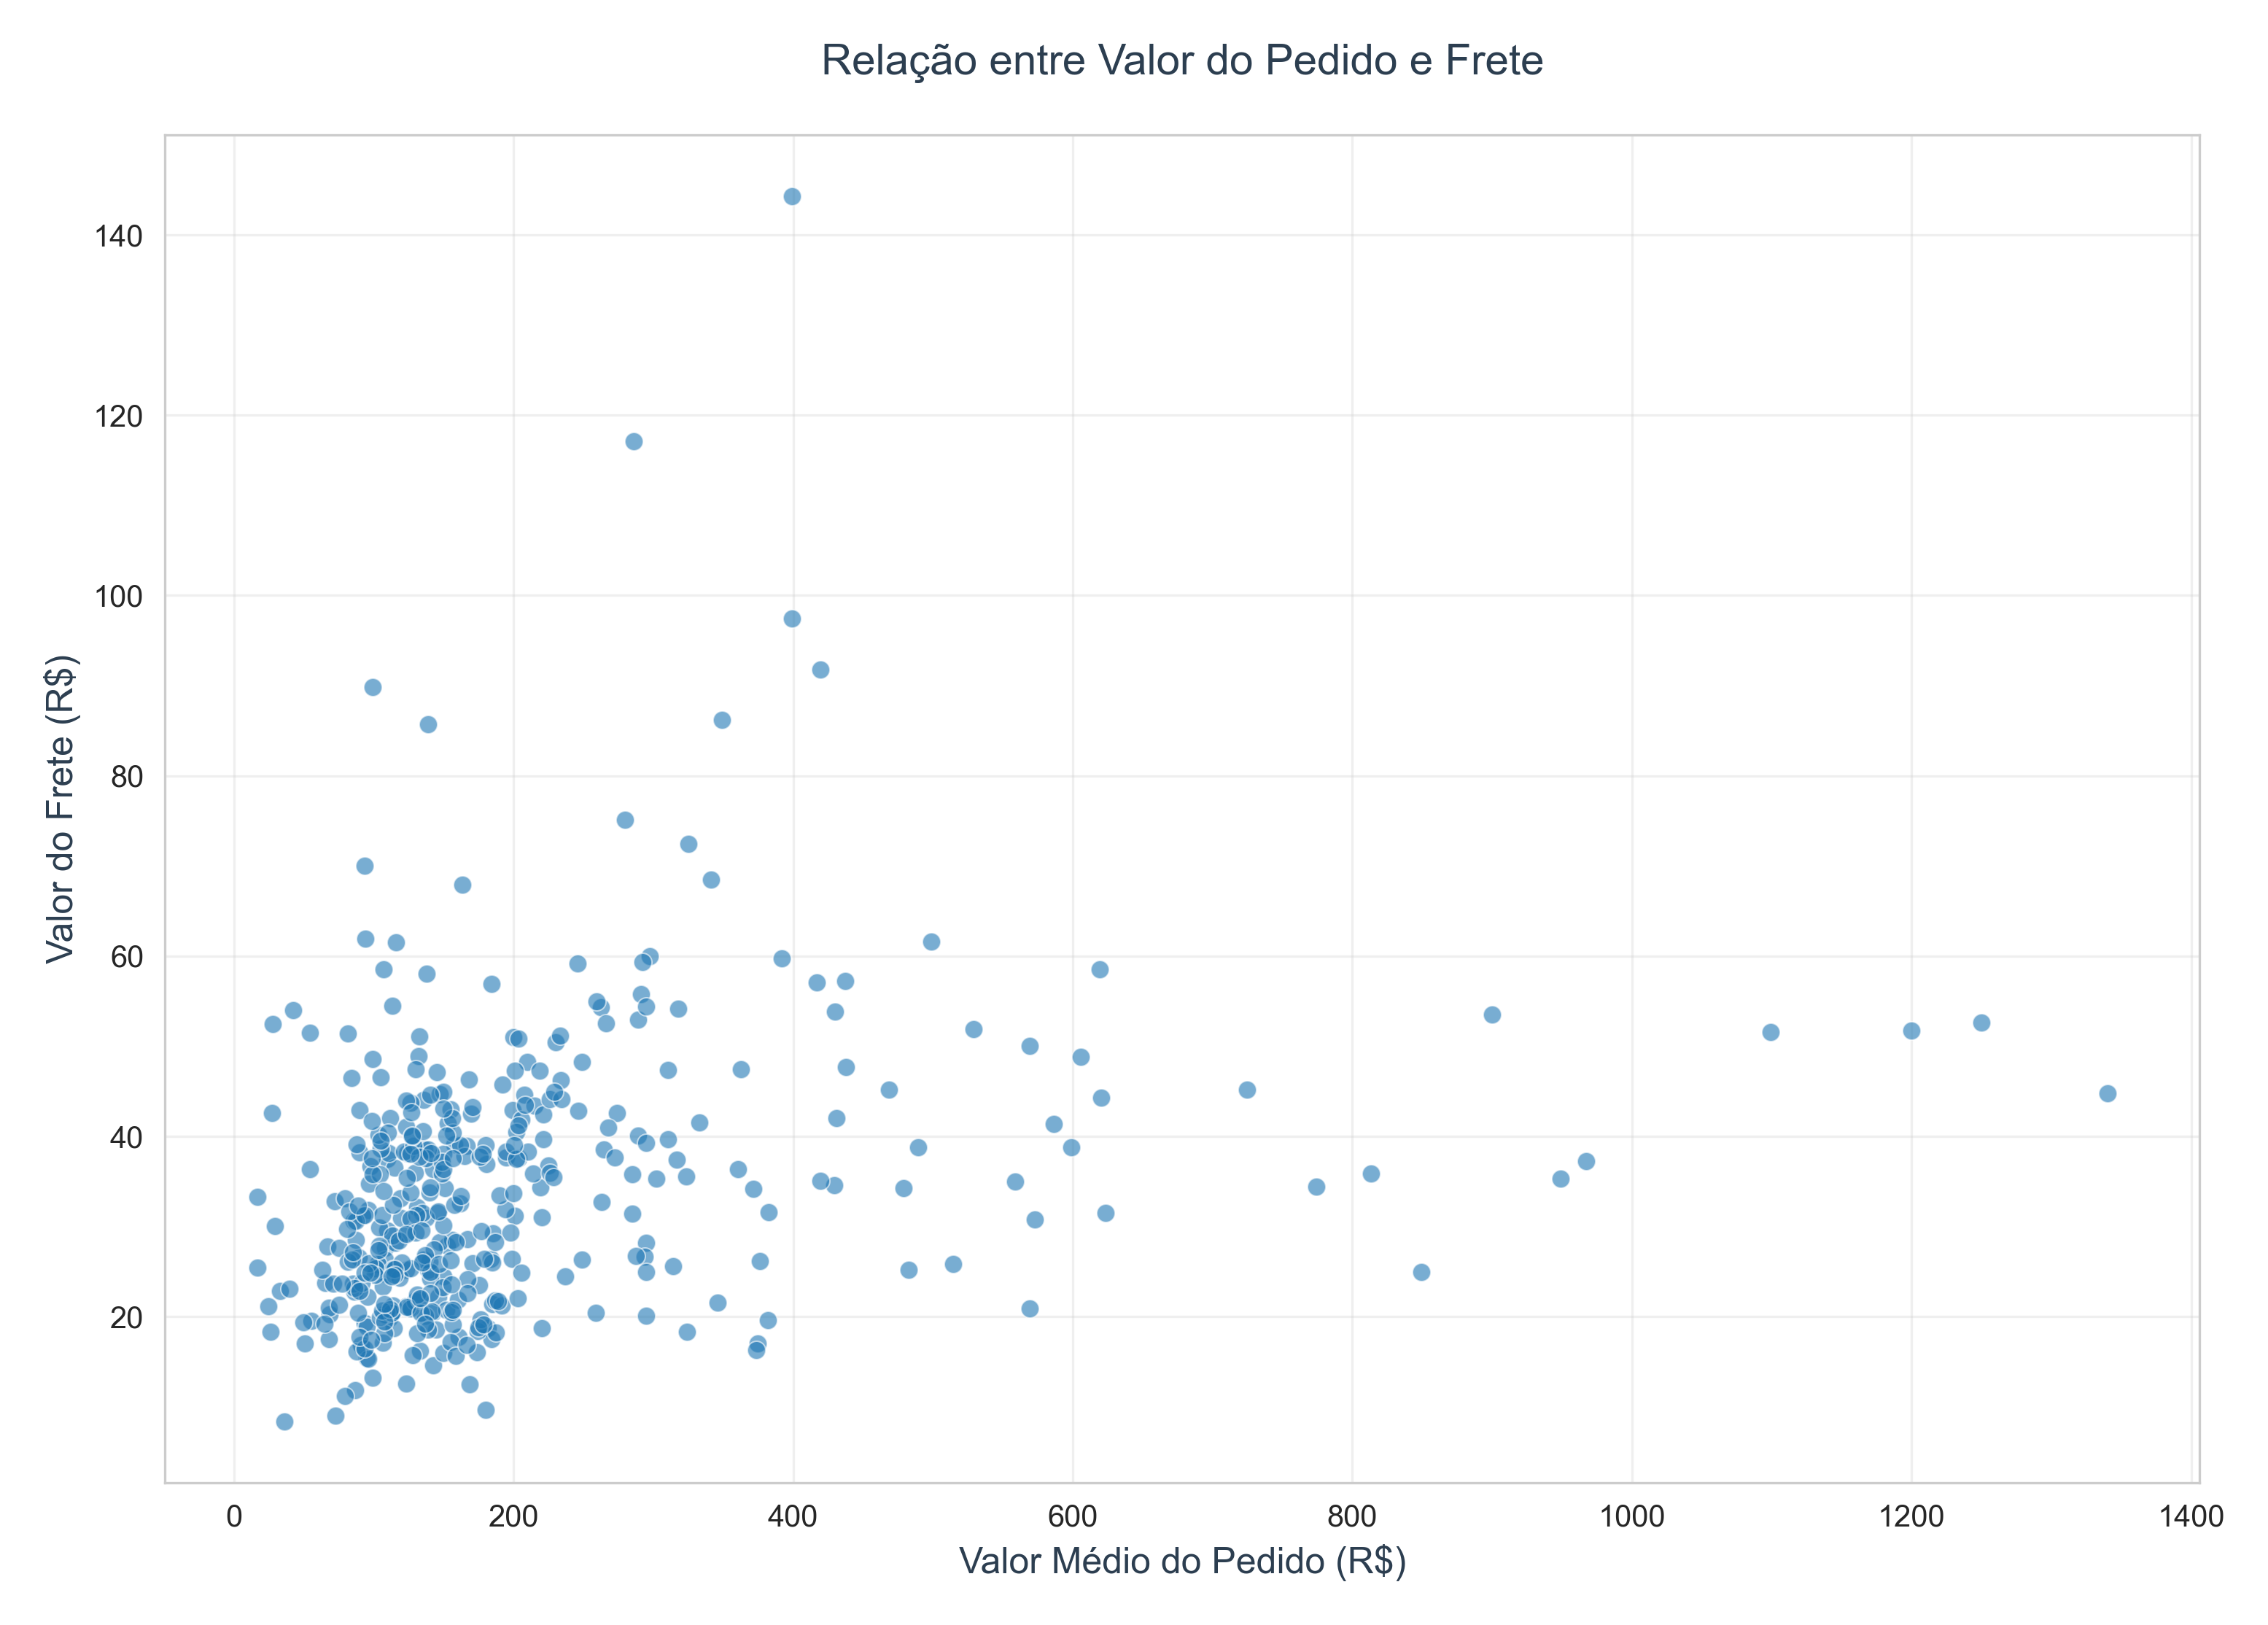 Relação entre Valor do Pedido e Frete
Valor do Frete (R$)
140
120
100
80
60
40
20
0 200 400 600 800 1000 1200 1400
Valor Médio do Pedido (R$)